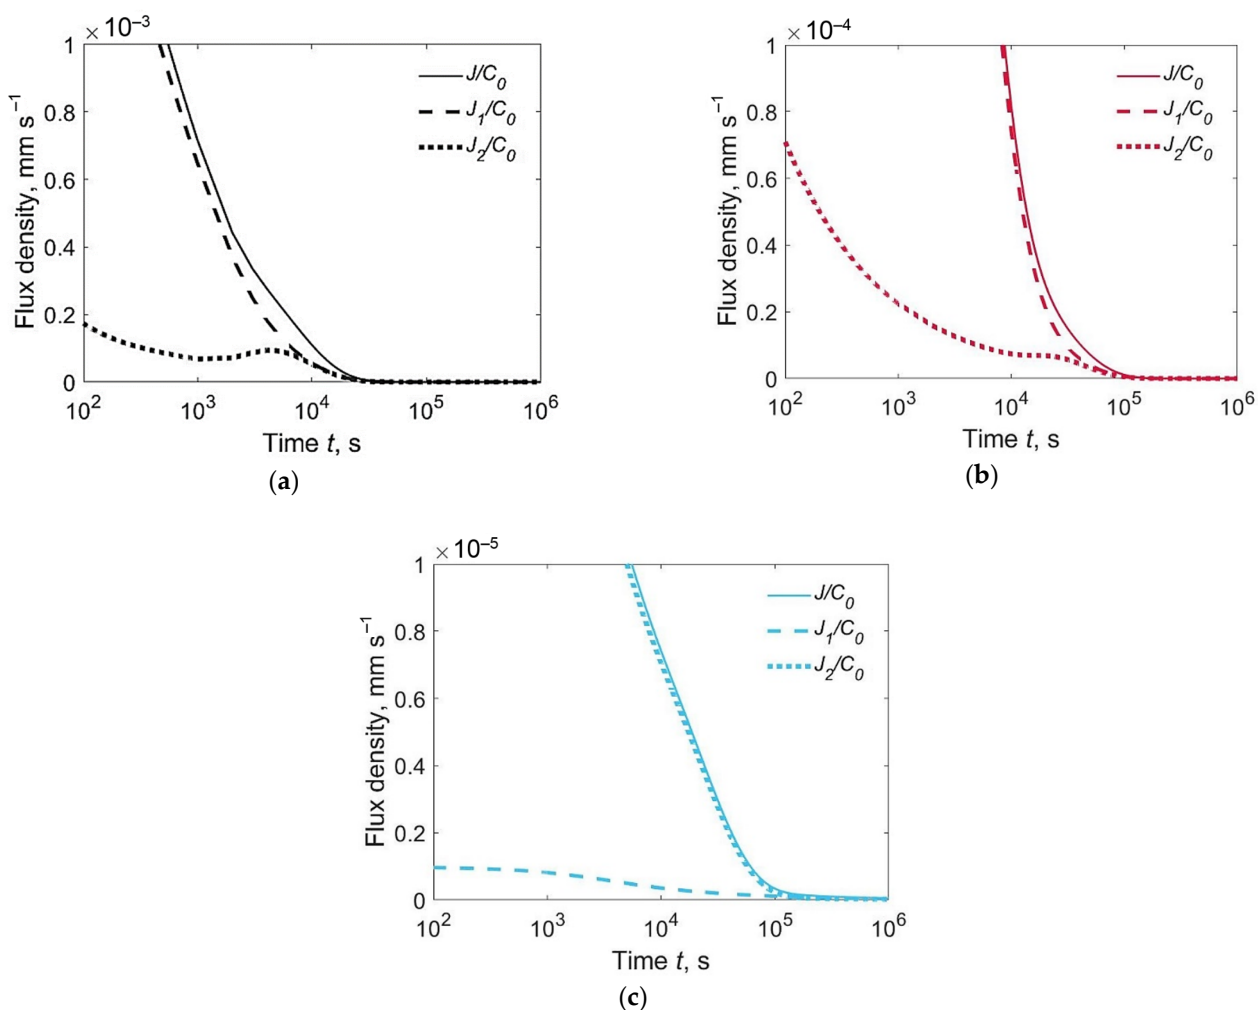 × 10⁻³
1
0.8
0.6
0.4
0.2
0
Flux density, mm s⁻¹
J/C₀
J₁/C₀
J₂/C₀
10² 10³ 10⁴ 10⁵ 10⁶
Time t, s
(a)
× 10⁻⁴
1
0.8
0.6
0.4
0.2
0
Flux density, mm s⁻¹
J/C₀
J₁/C₀
J₂/C₀
10² 10³ 10⁴ 10⁵ 10⁶
Time t, s
(b)
× 10⁻⁵
1
0.8
0.6
0.4
0.2
0
Flux density, mm s⁻¹
J/C₀
J₁/C₀
J₂/C₀
10² 10³ 10⁴ 10⁵ 10⁶
Time t, s
(c)